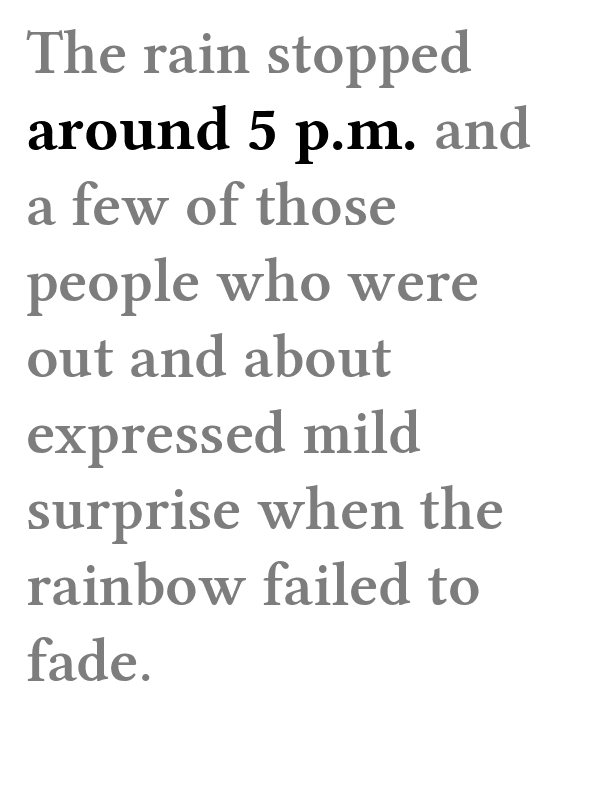 The rain stopped
around 5 p.m. and
a few of those
people who were
out and about
expressed mild
surprise when the
rainbow failed to
fade.